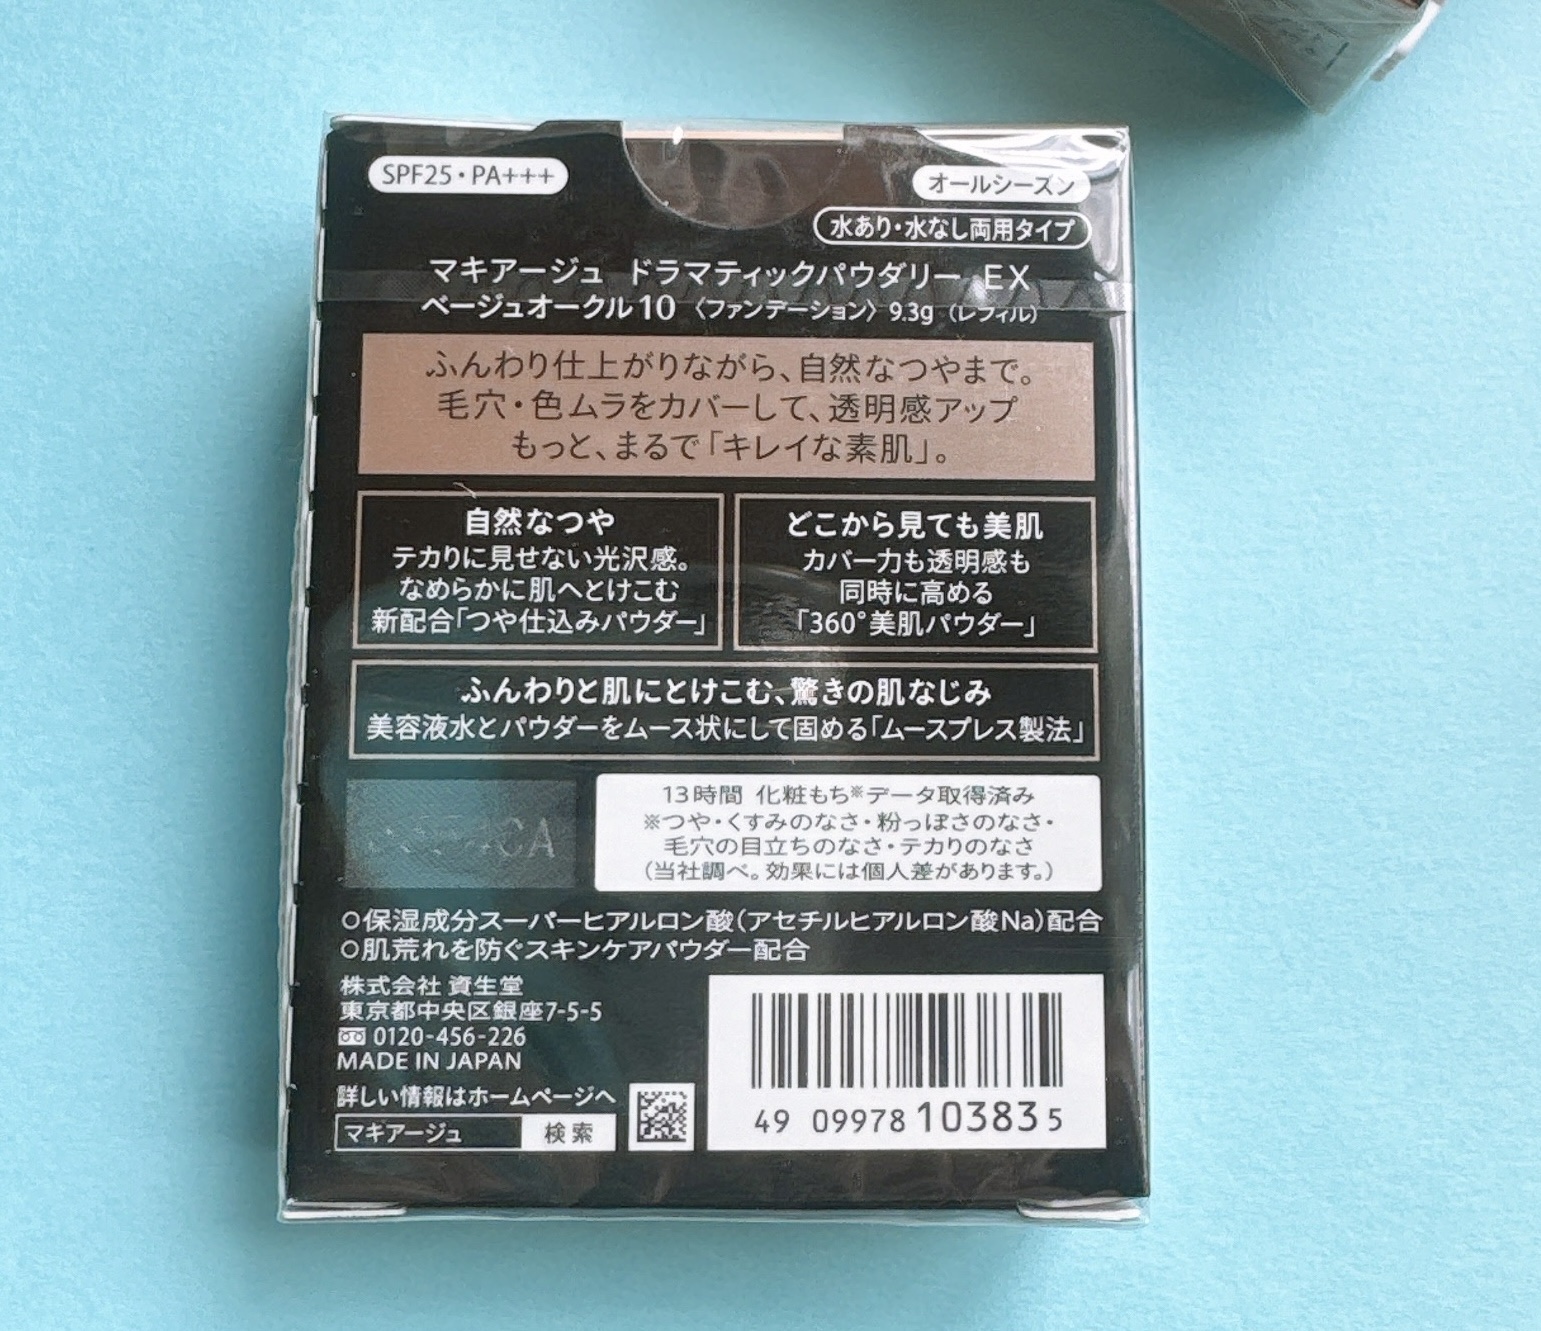 SPF25・PA+++
オールシーズン
水あり・水なし両用タイプ
マキアージュ ドラマティックパウダリー EX
ベージュオークル10〈ファンデーション〉9.3g(レフィル)
ふんわり仕上がりながら、自然なつやまで。
毛穴・色ムラをカバーして、透明感アップ
もっと、まるで「キレイな素肌」。
自然なつや
テカりに見せない光沢感。
なめらかに肌へとけこむ
新配合「つや仕込みパウダー」
どこから見ても美肌
カバー力も透明感も
同時に高める
「360°美肌パウダー」
ふんわりと肌にとけこむ、驚きの肌なじみ
美容液水とパウダーをムース状にして固める「ムースプレス製法」
13時間 化粧もち※データ取得済み
※つや・くすみのなさ・粉っぽさのなさ・
毛穴の目立ちのなさ・テカりのなさ
(当社調べ。効果には個人差があります。)
○保湿成分スーパーヒアルロン酸(アセチルヒアルロン酸Na)配合
○肌荒れを防ぐスキンケアパウダー配合
株式会社 資生堂
東京都中央区銀座7-5-5
0120-456-226
MADE IN JAPAN
詳しい情報はホームページへ
マキアージュ 検索
49 09978 103835